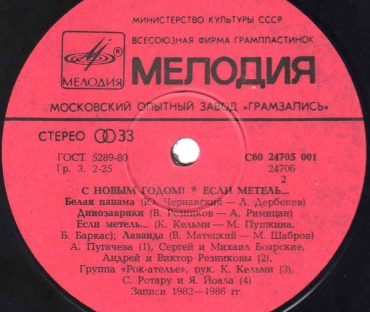 МИНИСТЕРСТВО КУЛЬТУРЫ СССР
ВСЕСОЮЗНАЯ ФИРМА ГРАМПЛАСТИНОК
МЕЛОДИЯ
МЕЛОДИЯ
МОСКОВСКИЙ ОПЫТНЫЙ ЗАВОД «ГРАМЗАПИСЬ»
СТЕРЕО 33
ГОСТ 5289-80 С60 24705 001
Гр. 3. 2-25 24706
2
С НОВЫМ ГОДОМ! * ЕСЛИ МЕТЕЛЬ...
Белая панама (Ю. Чернавский — Л. Дербенев)
Динозаврики (В. Резников — А. Римицан)
Если метель... (К. Кельми — М. Пушкина,
Б. Баркас); Лаванда (В. Матецкий — М. Шабров)
А. Пугачева (1), Сергей и Михаил Боярские,
Андрей и Виктор Резниковы (2),
Группа «Рок-ателье», рук. К. Кельми (3),
С. Ротару и Я. Йоала (4)
Записи 1982—1986 гг.